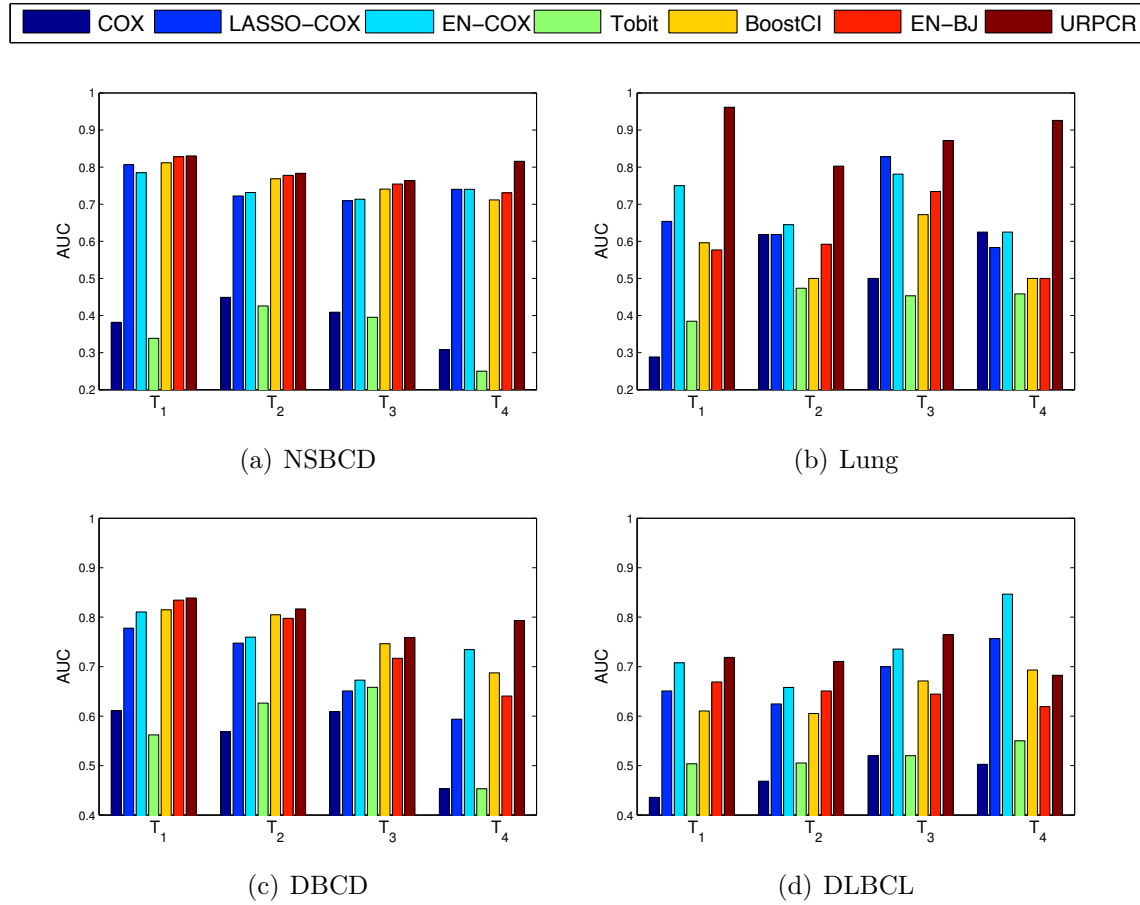 COX LASSO-COX EN-COX Tobit BoostCI EN-BJ URPCR
1
0.9
0.8
0.7
0.6
0.5
0.4
0.3
0.2
AUC
T1 T2 T3 T4
(a) NSBCD
1
0.9
0.8
0.7
0.6
0.5
0.4
0.3
0.2
AUC
T1 T2 T3 T4
(b) Lung
1
0.9
0.8
0.7
0.6
0.5
0.4
AUC
T1 T2 T3 T4
(c) DBCD
1
0.9
0.8
0.7
0.6
0.5
0.4
AUC
T1 T2 T3 T4
(d) DLBCL